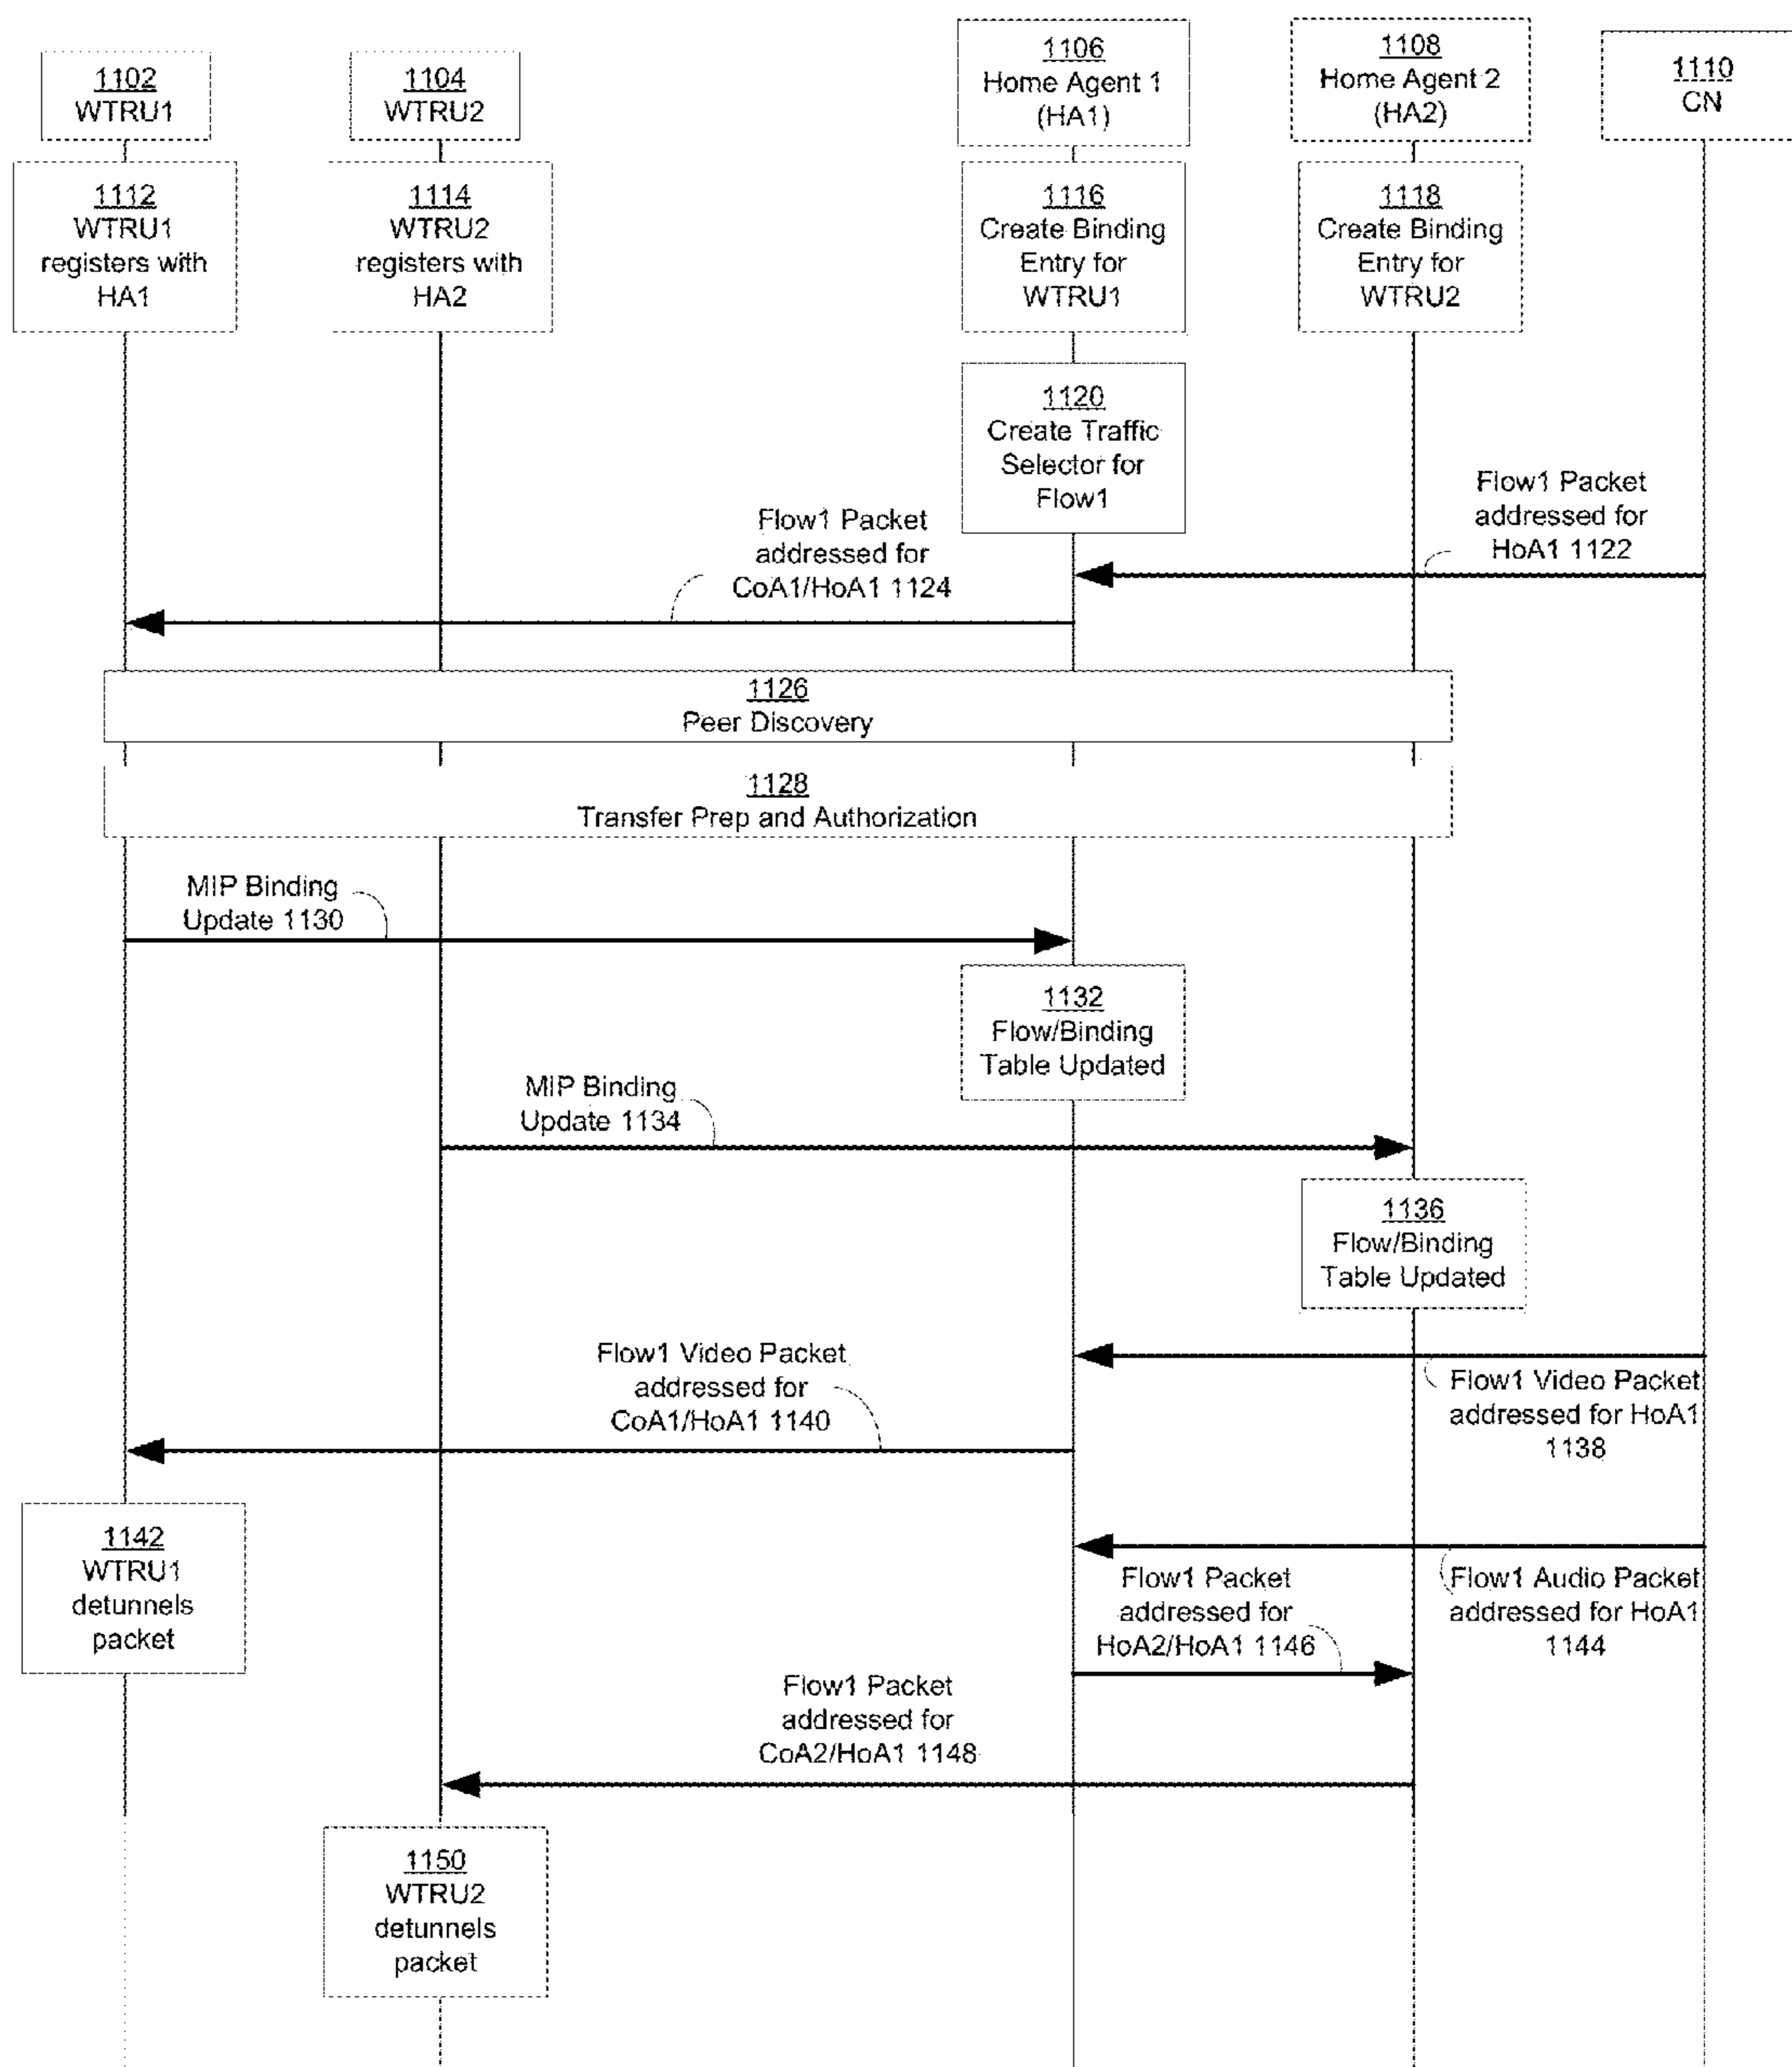 1102
WTRU1
1104
WTRU2
1106
Home Agent 1
(HA1)
1108
Home Agent 2
(HA2)
1110
CN
1112
WTRU1
registers with
HA1
1114
WTRU2
registers with
HA2
1116
Create Binding
Entry for
WTRU1
1118
Create Binding
Entry for
WTRU2
1120
Create Traffic
Selector for
Flow1
Flow1 Packet
addressed for
HoA1 1122
Flow1 Packet
addressed for
CoA1/HoA1 1124
1126
Peer Discovery
1128
Transfer Prep and Authorization
MIP Binding
Update 1130
1132
Flow/Binding
Table Updated
MIP Binding
Update 1134
1136
Flow/Binding
Table Updated
Flow1 Video Packet
addressed for HoA1
1138
Flow1 Video Packet
addressed for
CoA1/HoA1 1140
1142
WTRU1
detunnels
packet
Flow1 Audio Packet
addressed for HoA1
1144
Flow1 Packet
addressed for
HoA2/HoA1 1146
Flow1 Packet
addressed for
CoA2/HoA1 1148
1150
WTRU2
detunnels
packet